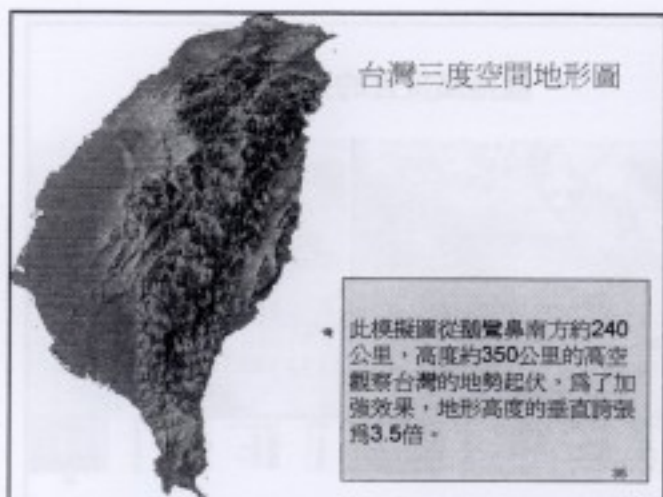 台灣三度空間地形圖
此模擬圖從鵝鸞鼻南方約240
公里，高度約350公里的高空
觀察台灣的地勢起伏，為了加
強效果，地形高度的垂直誇張
為3.5倍。